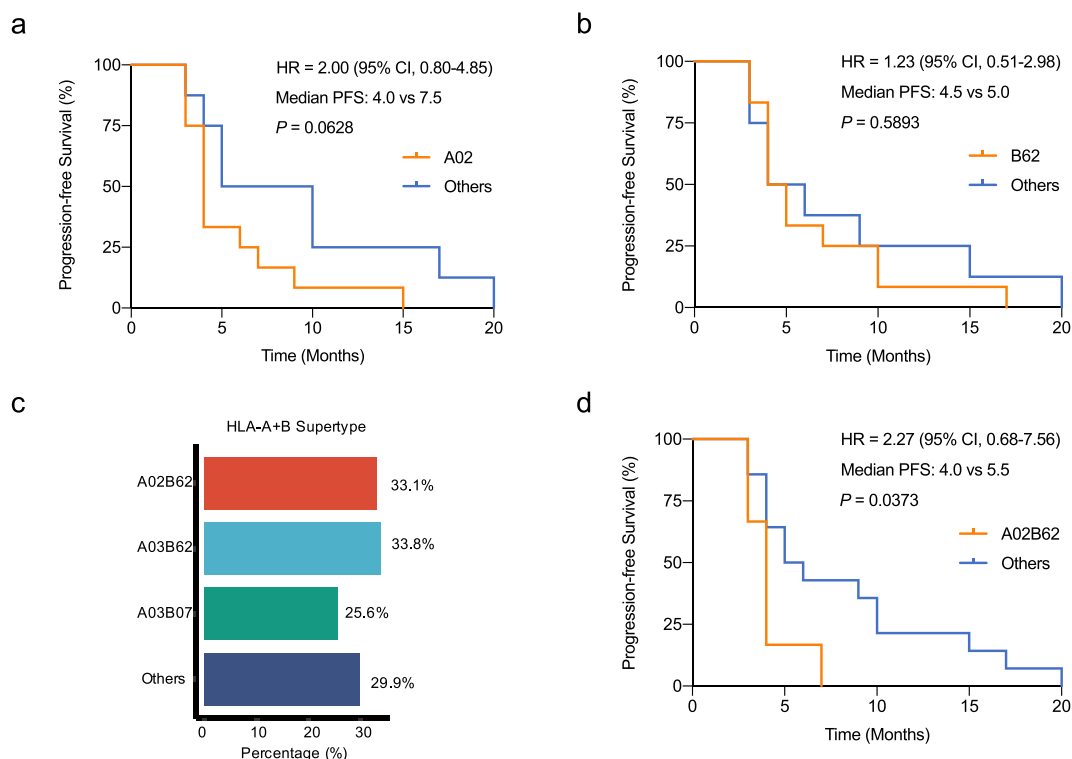 a
HR = 2.00 (95% CI, 0.80-4.85)
Median PFS: 4.0 vs 7.5
P = 0.0628
A02
Others
Progression-free Survival (%)
100
75
50
25
0
0 5 10 15 20
Time (Months)
b
HR = 1.23 (95% CI, 0.51-2.98)
Median PFS: 4.5 vs 5.0
P = 0.5893
B62
Others
Progression-free Survival (%)
100
75
50
25
0
0 5 10 15 20
Time (Months)
c
HLA-A+B Supertype
A02B62 33.1%
A03B62 33.8%
A03B07 25.6%
Others 29.9%
0 10 20 30
Percentage (%)
d
HR = 2.27 (95% CI, 0.68-7.56)
Median PFS: 4.0 vs 5.5
P = 0.0373
A02B62
Others
Progression-free Survival (%)
100
75
50
25
0
0 5 10 15 20
Time (Months)